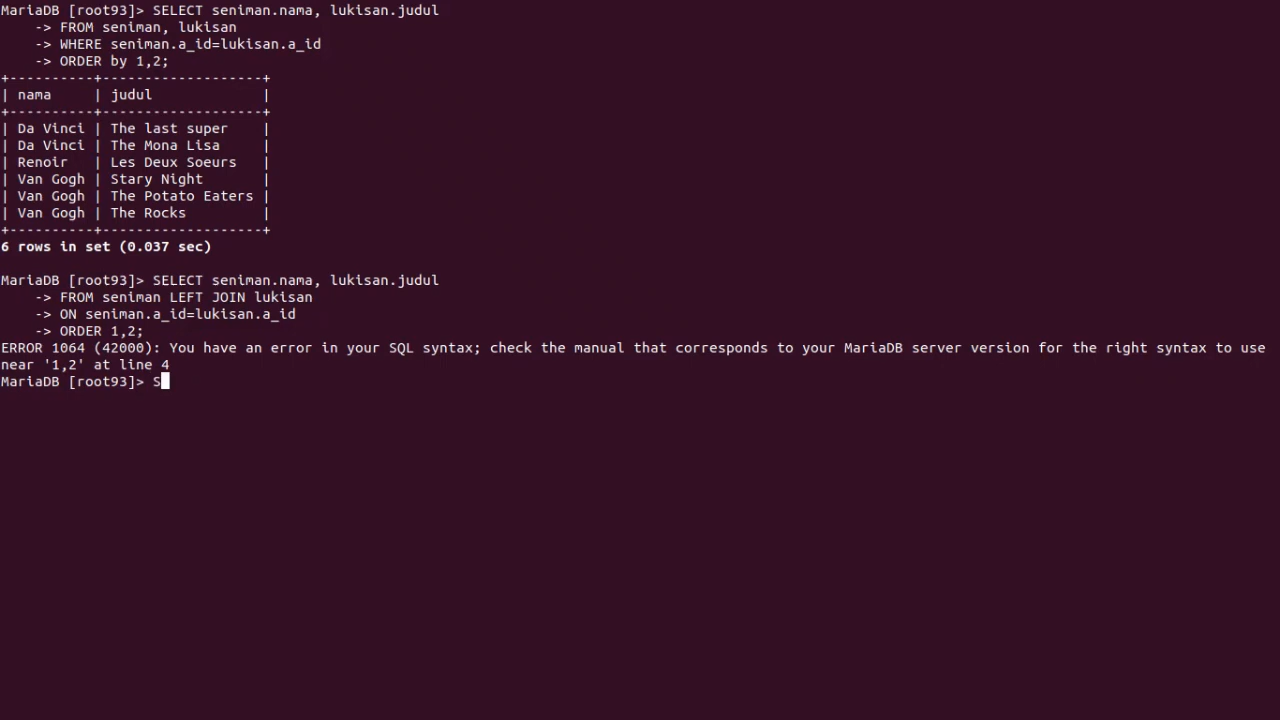 MariaDB [root93]> SELECT seniman.nama, lukisan.judul
    -> FROM seniman, lukisan
    -> WHERE seniman.a_id=lukisan.a_id
    -> ORDER by 1,2;
+----------+-------------------+
| nama     | judul             |
+----------+-------------------+
| Da Vinci | The last super    |
| Da Vinci | The Mona Lisa     |
| Renoir   | Les Deux Soeurs   |
| Van Gogh | Stary Night       |
| Van Gogh | The Potato Eaters |
| Van Gogh | The Rocks         |
+----------+-------------------+
6 rows in set (0.037 sec)

MariaDB [root93]> SELECT seniman.nama, lukisan.judul
    -> FROM seniman LEFT JOIN lukisan
    -> ON seniman.a_id=lukisan.a_id
    -> ORDER 1,2;
ERROR 1064 (42000): You have an error in your SQL syntax; check the manual that corresponds to your MariaDB server version for the right syntax to use
near '1,2' at line 4
MariaDB [root93]> S